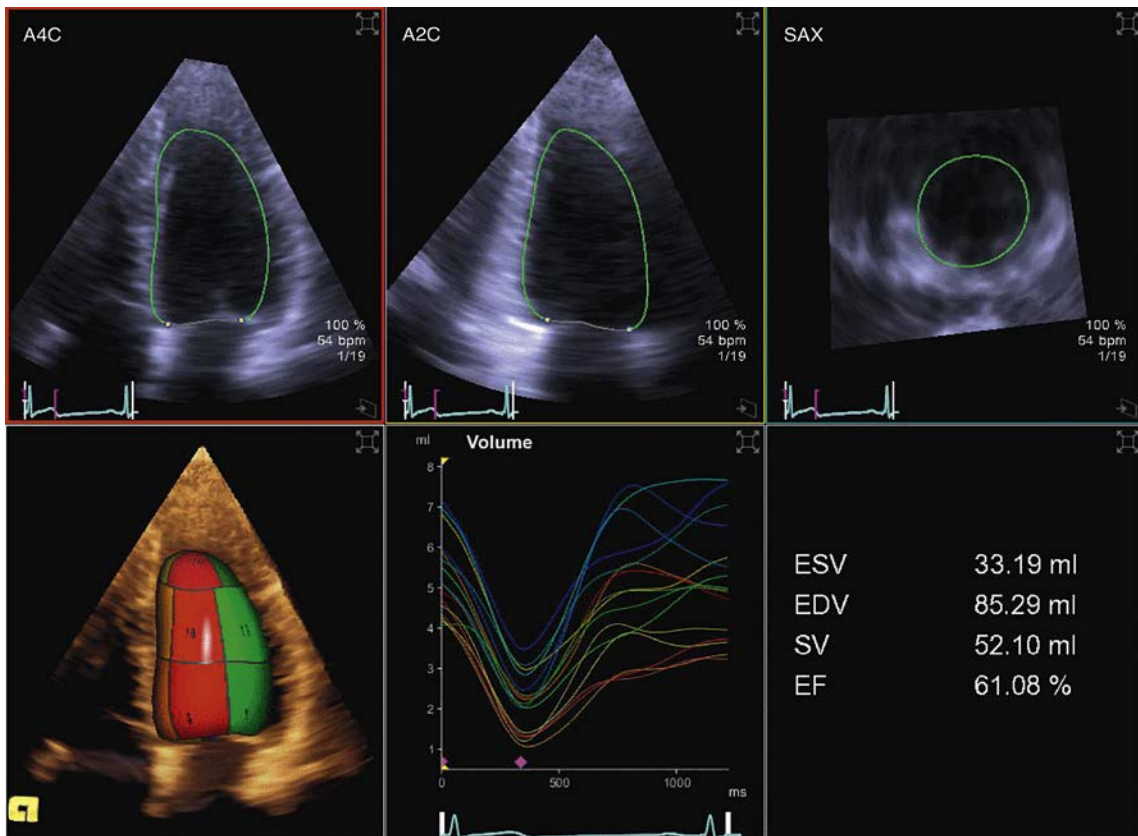 A4C
100 %
54 bpm
1/19
A2C
100 %
54 bpm
1/19
SAX
100 %
54 bpm
1/19
ml
Volume
8
7
6
5
4
3
2
1
0
500
1000
ms
ESV 33.19 ml
EDV 85.29 ml
SV 52.10 ml
EF 61.08 %